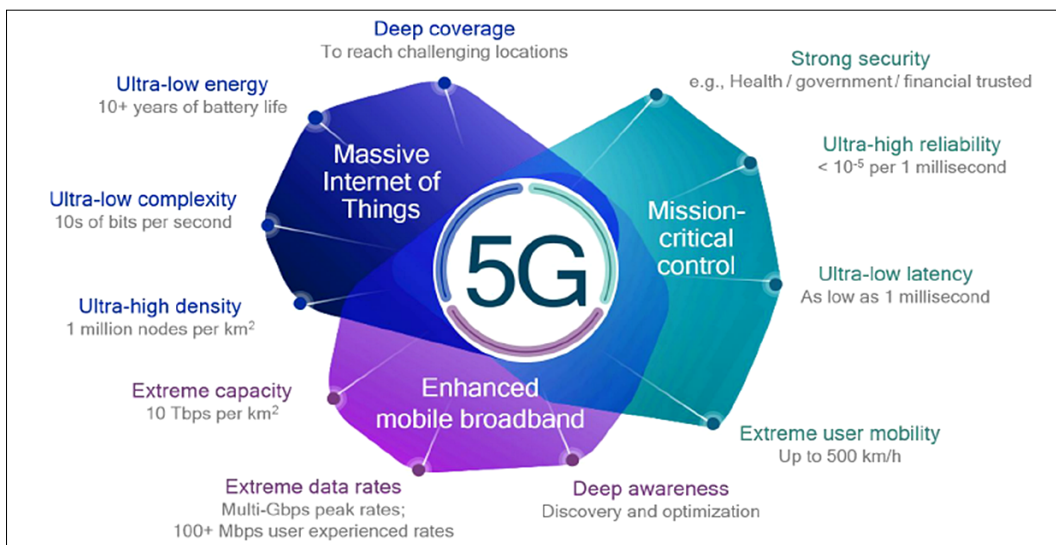 Deep coverage
To reach challenging locations
Ultra-low energy
10+ years of battery life
Ultra-low complexity
10s of bits per second
Ultra-high density
1 million nodes per km²
Massive
Internet of
Things
Strong security
e.g., Health / government / financial trusted
Ultra-high reliability
< 10⁻⁵ per 1 millisecond
Ultra-low latency
As low as 1 millisecond
Extreme user mobility
Up to 500 km/h
Mission-
critical
control
5G
Enhanced
mobile broadband
Extreme capacity
10 Tbps per km²
Extreme data rates
Multi-Gbps peak rates;
100+ Mbps user experienced rates
Deep awareness
Discovery and optimization